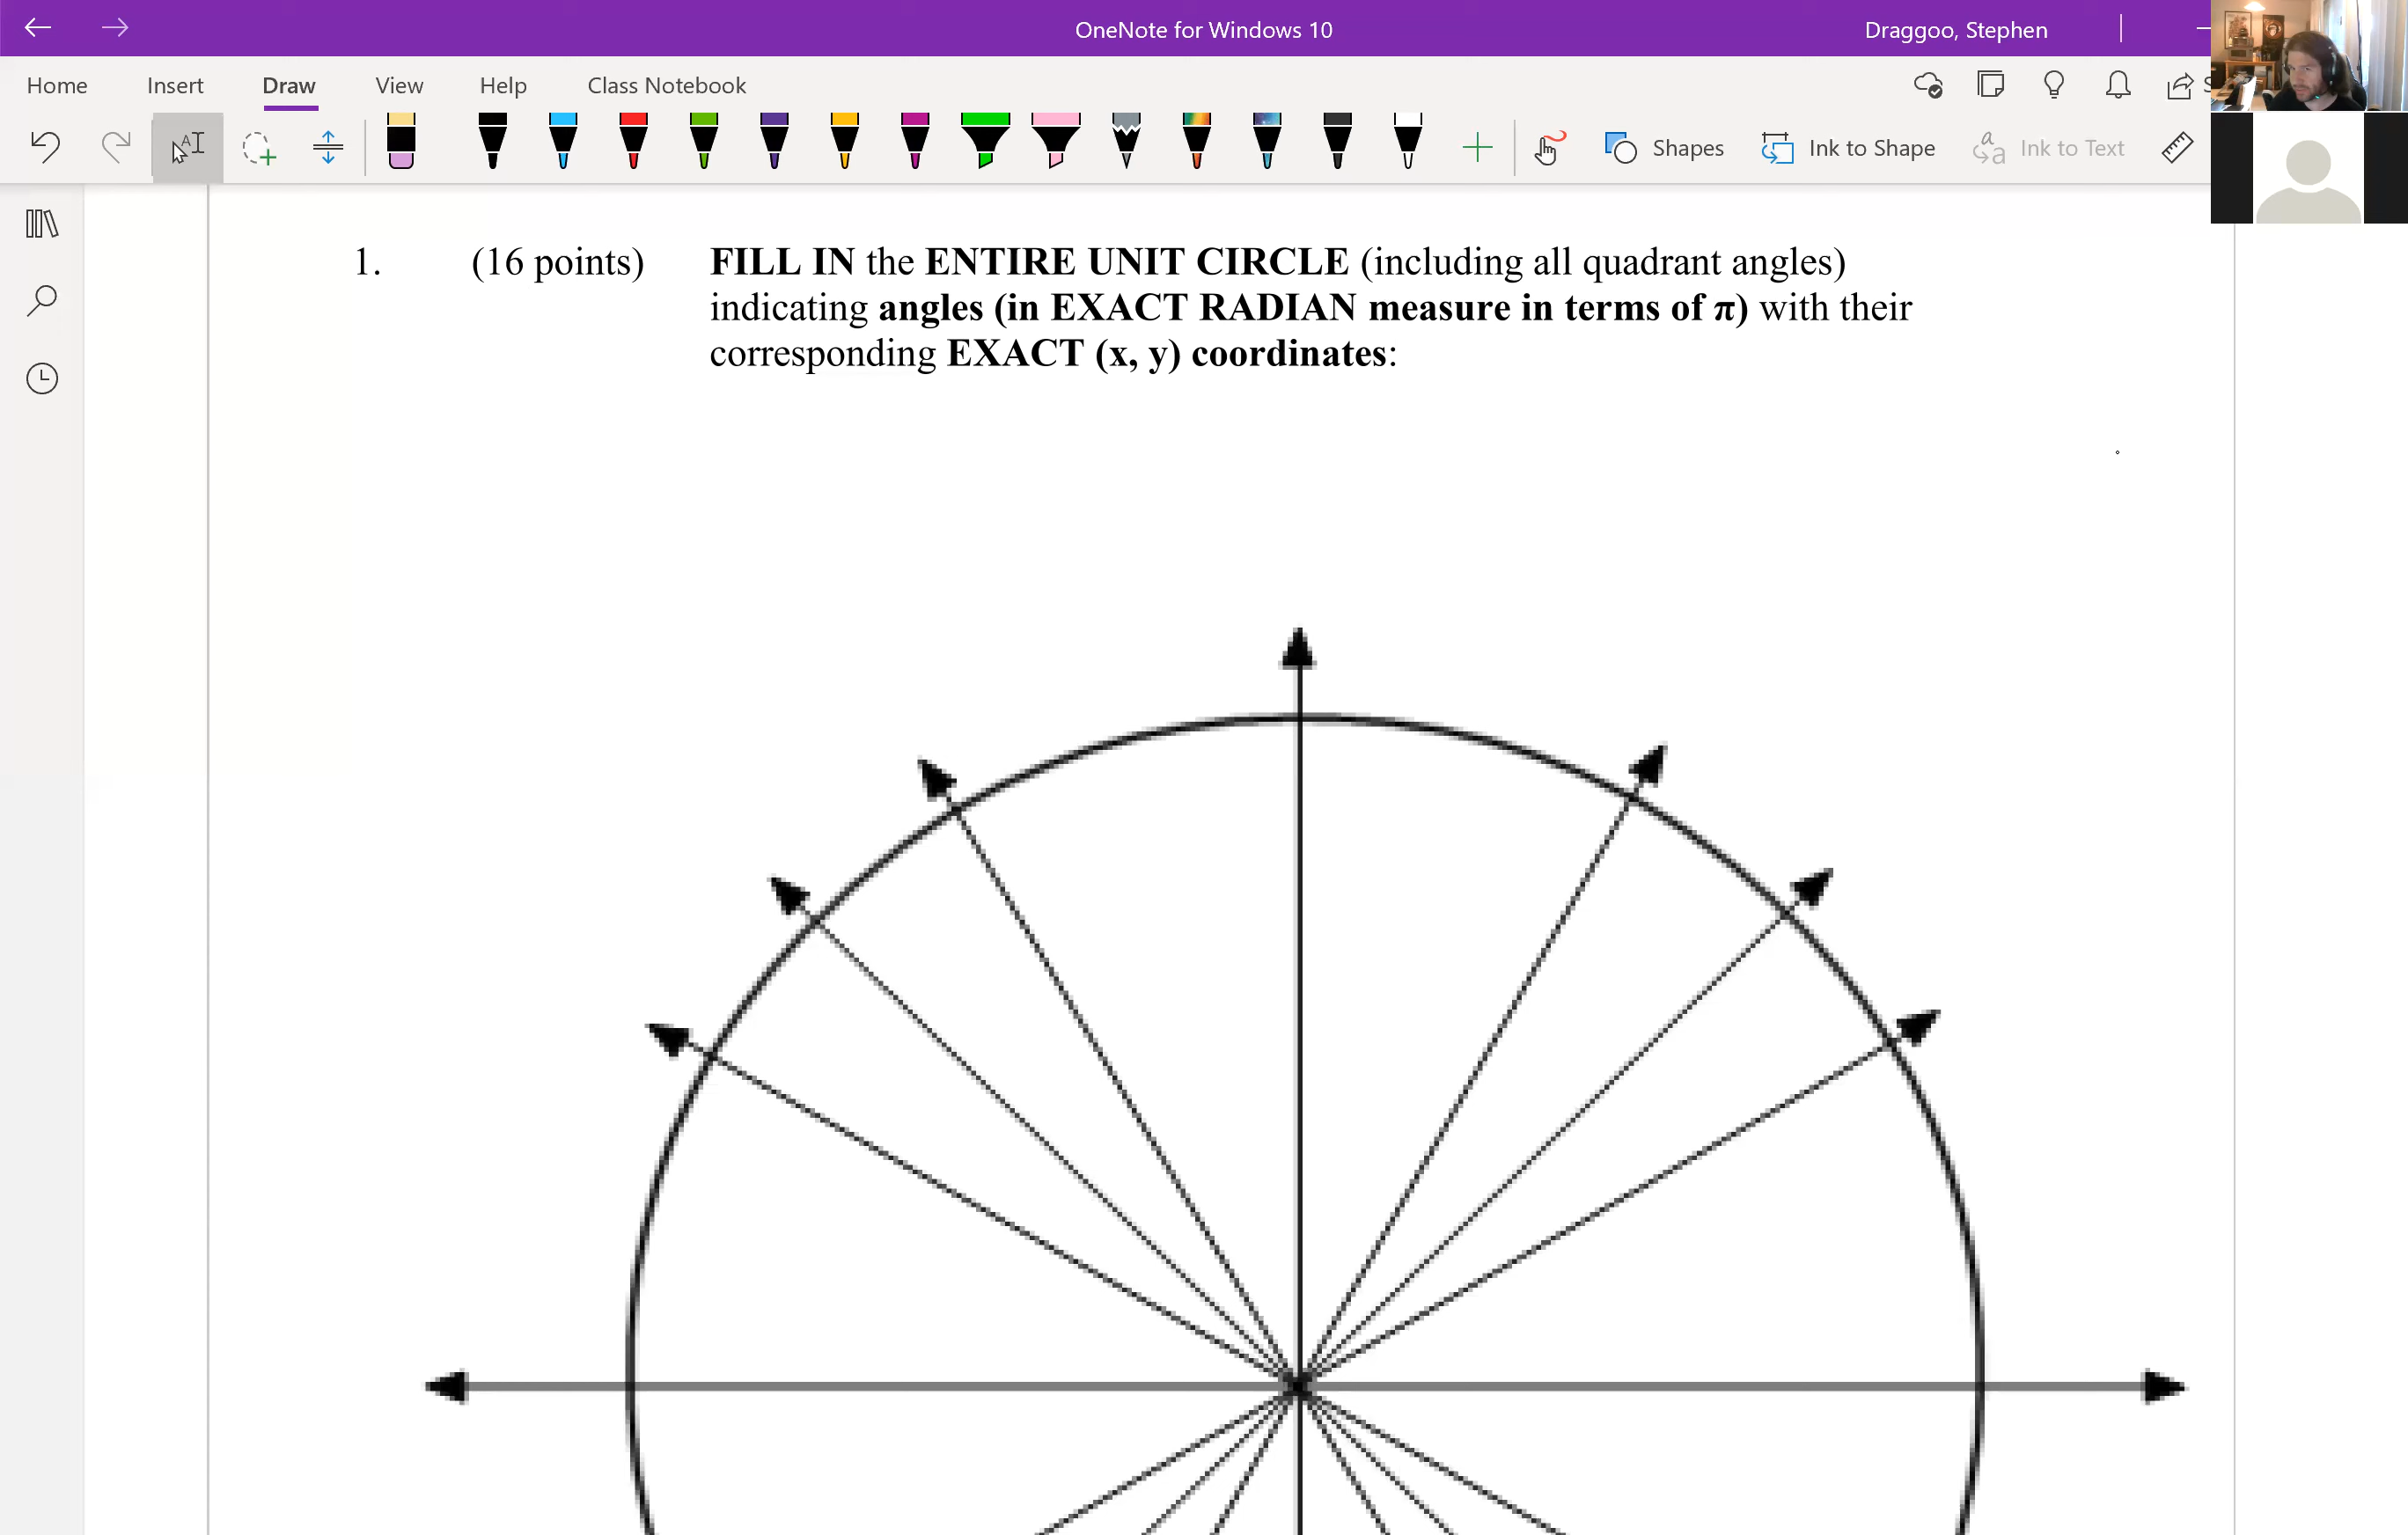 OneNote for Windows 10
Draggoo, Stephen
Home Insert Draw View Help Class Notebook
Shapes Ink to Shape Ink to Text
1. (16 points) FILL IN the ENTIRE UNIT CIRCLE (including all quadrant angles)
indicating angles (in EXACT RADIAN measure in terms of π) with their
corresponding EXACT (x, y) coordinates: